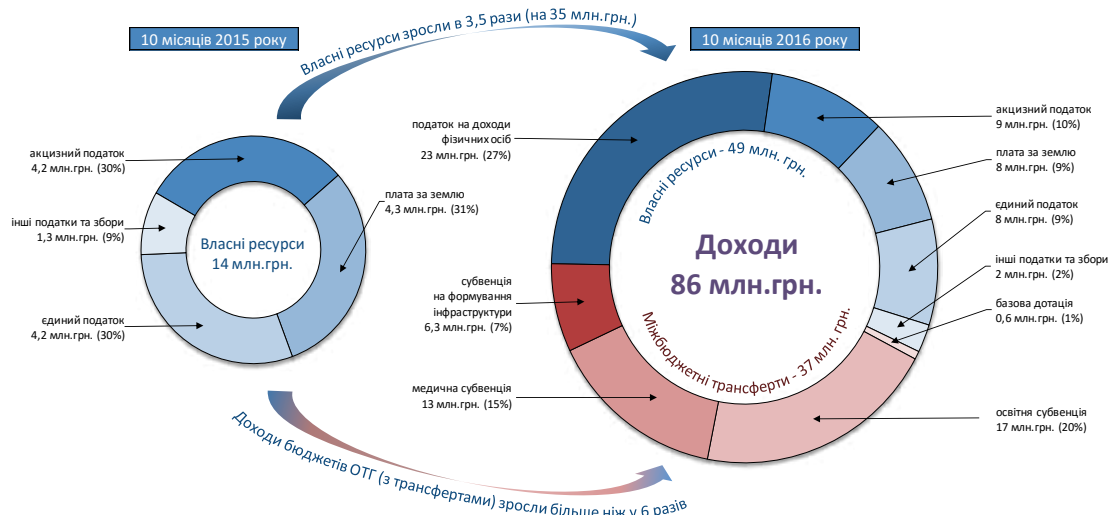 Власні ресурси зросли в 3,5 рази (на 35 млн.грн.)
10 місяців 2015 року
10 місяців 2016 року
акцизний податок
4,2 млн.грн. (30%)
плата за землю
4,3 млн.грн. (31%)
інші податки та збори
1,3 млн.грн. (9%)
Власні ресурси
14 млн.грн.
єдиний податок
4,2 млн.грн. (30%)
податок на доходи
фізичних осіб
23 млн.грн. (27%)
акцизний податок
9 млн.грн. (10%)
плата за землю
8 млн.грн. (9%)
єдиний податок
8 млн.грн. (9%)
інші податки та збори
2 млн.грн. (2%)
базова дотація
0,6 млн.грн. (1%)
освітня субвенція
17 млн.грн. (20%)
Власні ресурси - 49 млн. грн.
Доходи
86 млн.грн.
Міжбюджетні трансферти - 37 млн. грн.
субвенція
на формування
інфраструктури
6,3 млн.грн. (7%)
медична субвенція
13 млн.грн. (15%)
Доходи бюджетів ОТГ (з трансфертами) зросли більше ніж у 6 разів